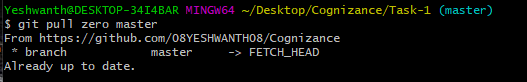 Yeshwanth@DESKTOP-34I4BAR MINGW64 ~/Desktop/Cognizance/Task-1 (master)
$ git pull zero master
From https://github.com/08YESHWANTH08/Cognizance
 * branch            master     -> FETCH_HEAD
Already up to date.